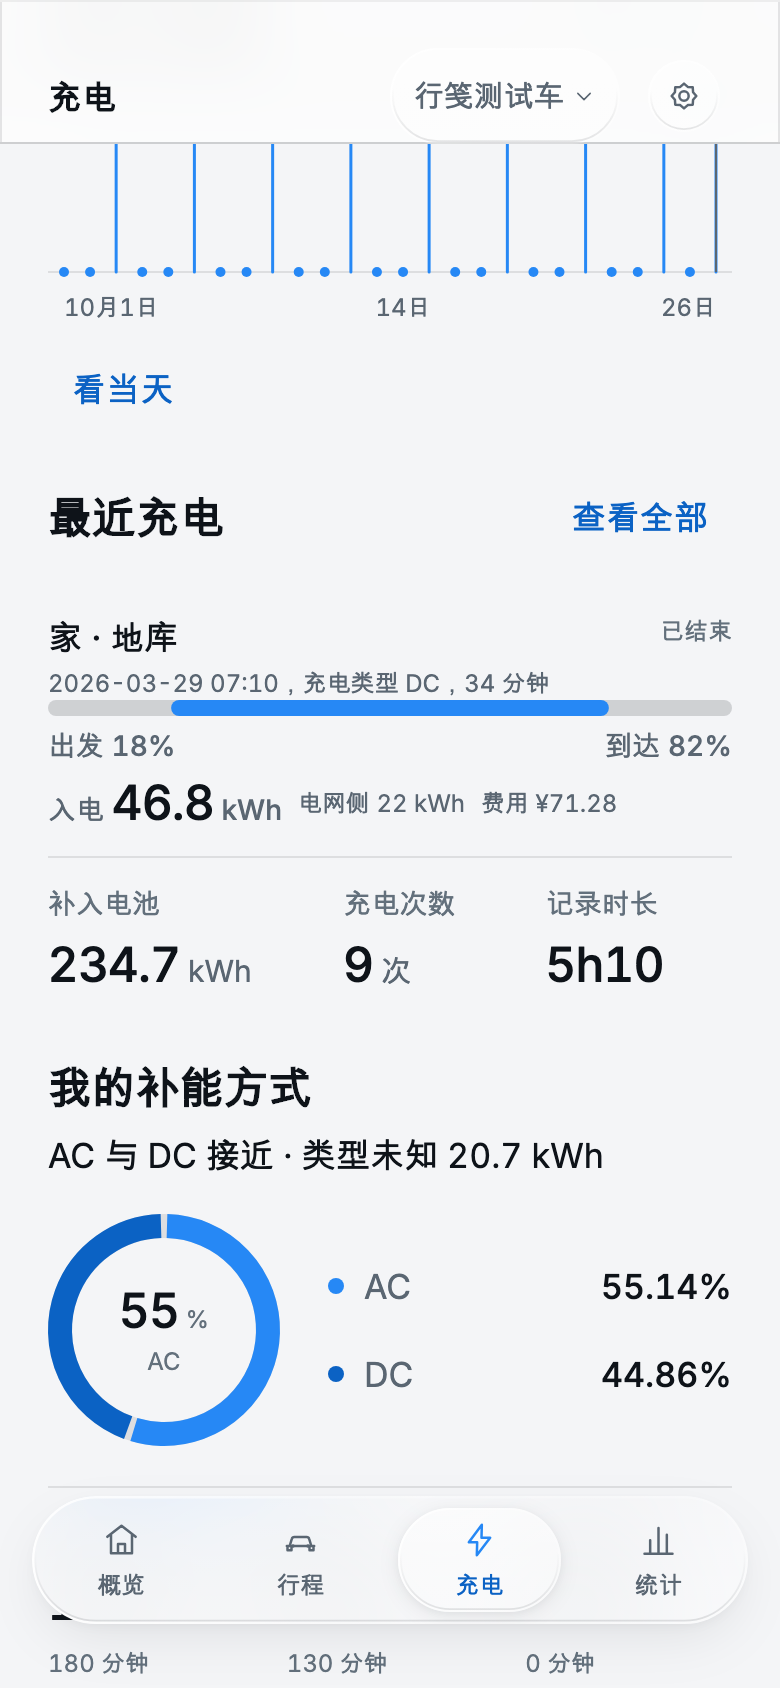 充电
行笺测试车
10月1日 14日 26日
看当天
最近充电 查看全部
家 · 地库 已结束
2026-03-29 07:10，充电类型 DC，34 分钟
出发 18% 到达 82%
入电 46.8 kWh 电网侧 22 kWh 费用 ¥71.28
补入电池 充电次数 记录时长
234.7 kWh 9 次 5h10
我的补能方式
AC 与 DC 接近 · 类型未知 20.7 kWh
55 %
AC
AC 55.14%
DC 44.86%
概览 行程 充电 统计
180 分钟 130 分钟 0 分钟